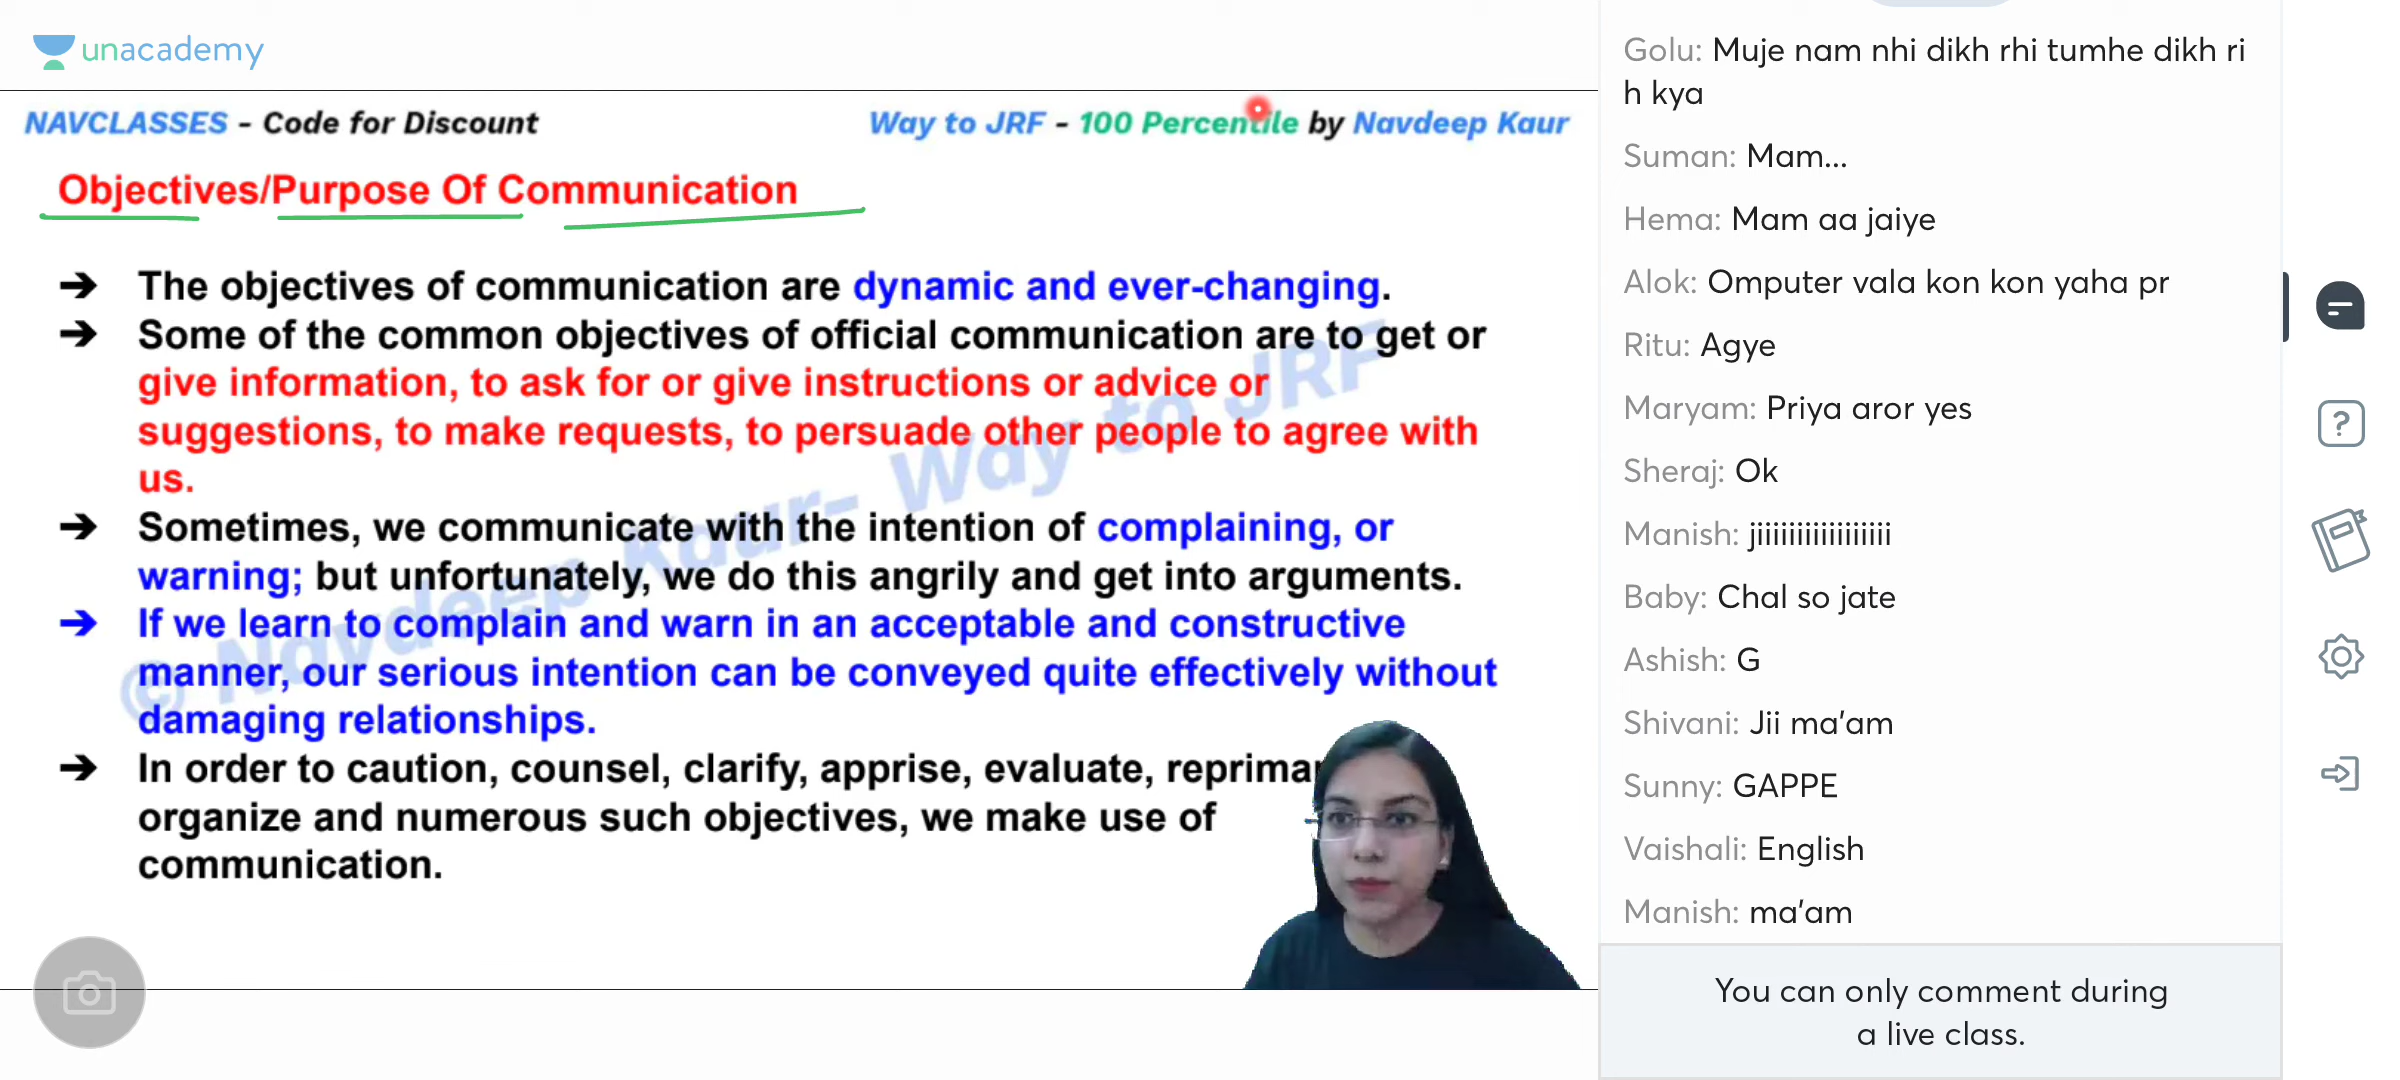 unacademy
NAVCLASSES - Code for Discount
Way to JRF - 100 Percentile by Navdeep Kaur
Objectives/Purpose Of Communication
➔ The objectives of communication are dynamic and ever-changing.
➔ Some of the common objectives of official communication are to get or
give information, to ask for or give instructions or advice or
suggestions, to make requests, to persuade other people to agree with
us.
➔ Sometimes, we communicate with the intention of complaining, or
warning; but unfortunately, we do this angrily and get into arguments.
➔ If we learn to complain and warn in an acceptable and constructive
manner, our serious intention can be conveyed quite effectively without
damaging relationships.
➔ In order to caution, counsel, clarify, apprise, evaluate,
organize and numerous such objectives, we make use of
communication.
© Navdeep Kaur- Way to JRF
Golu: Muje nam nhi dikh rhi tumhe dikh ri
h kya
Suman: Mam...
Hema: Mam aa jaiye
Alok: Omputer vala kon kon yaha pr
Ritu: Agye
Maryam: Priya aror yes
Sheraj: Ok
Manish: jiiiiiiiiiiiiiiiiii
Baby: Chal so jate
Ashish: G
Shivani: Jii ma'am
Sunny: GAPPE
Vaishali: English
Manish: ma'am
You can only comment during
a live class.
?